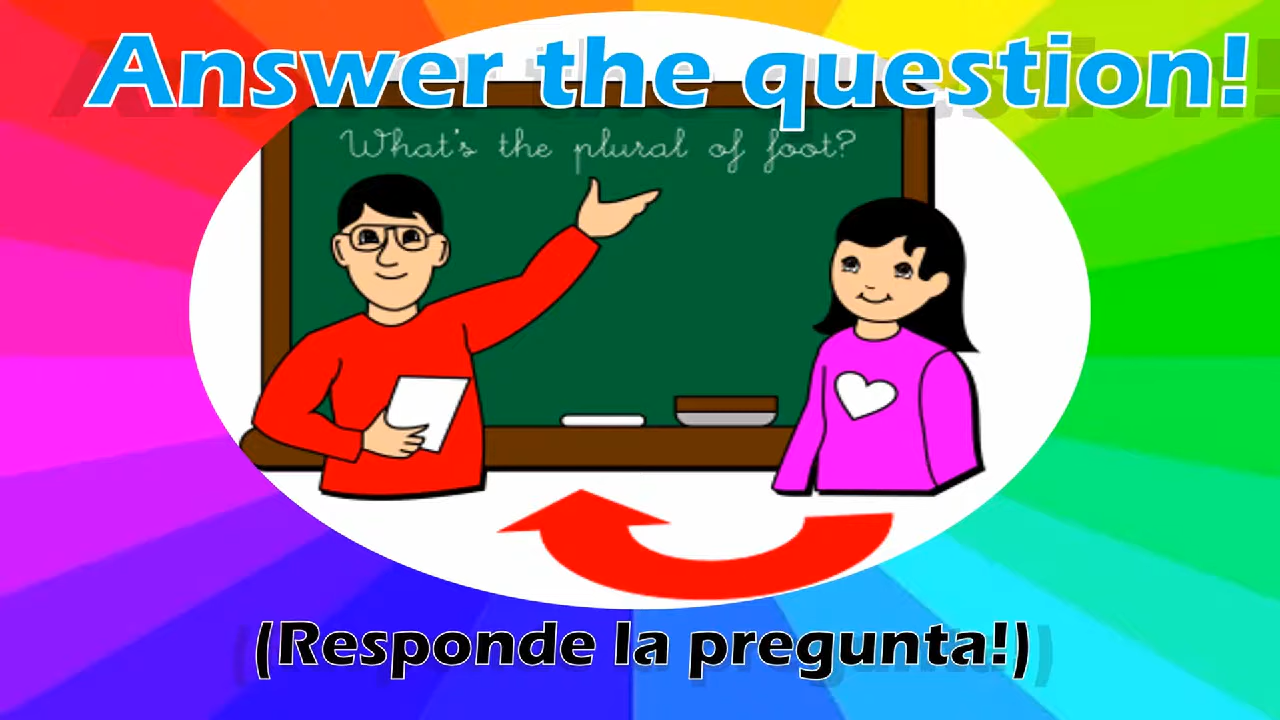 Answer the question!
What's the plural of foot?
(Responde la pregunta!)